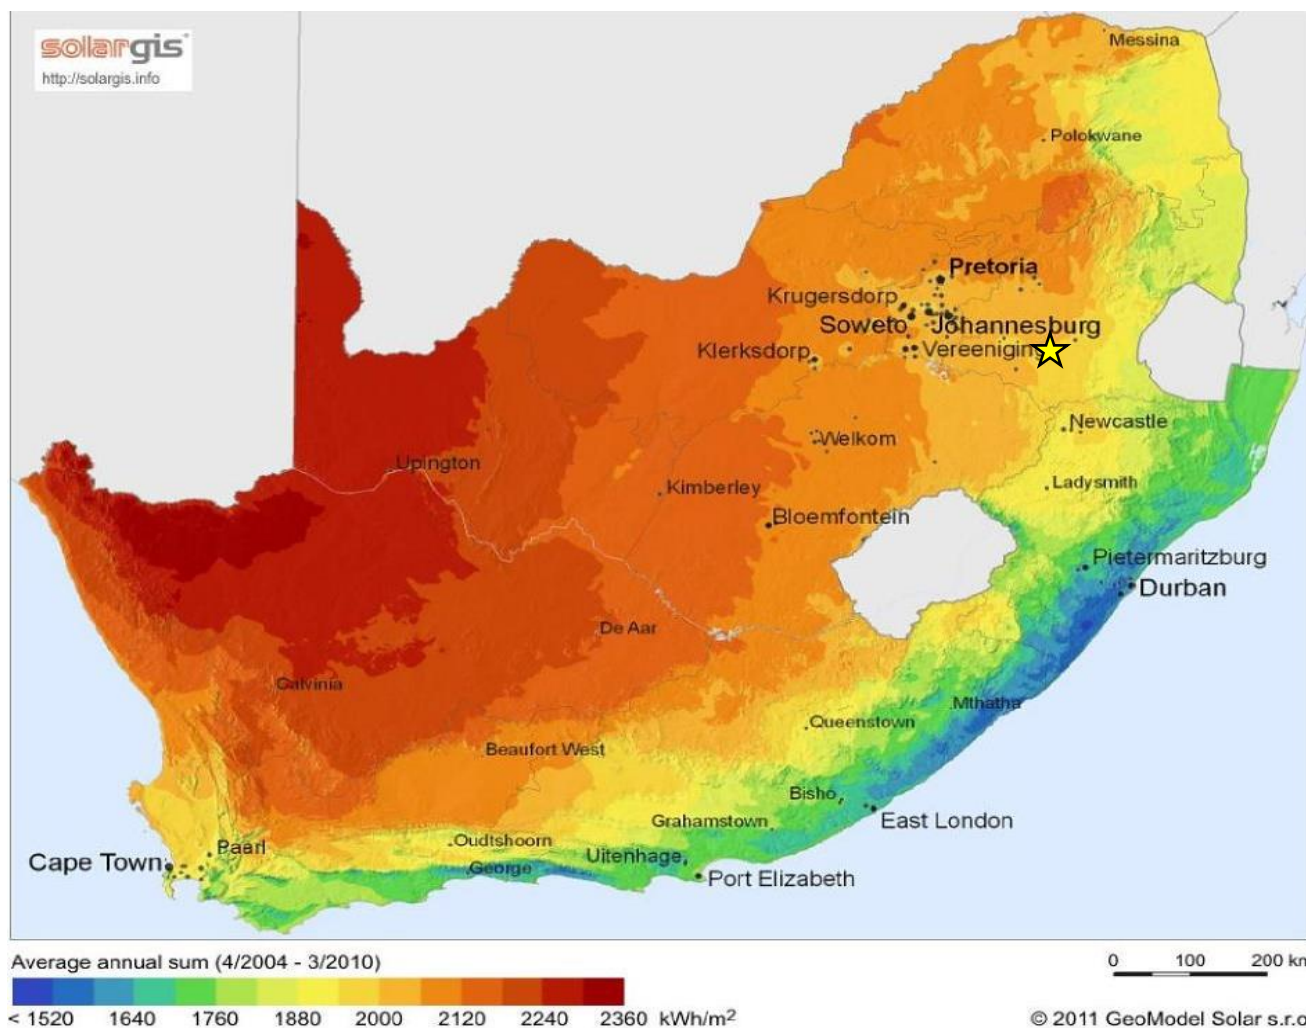 solargis
http://solargis.info
Messina
Polokwane
Pretoria
Krugersdorp
Soweto
Johannesburg
Klerksdorp
Vereeniging
Newcastle
Welkom
Upington
Kimberley
Ladysmith
Bloemfontein
Pietermaritzburg
Durban
De Aar
Calvinia
Mthatha
Queenstown
Beaufort West
Bisho
Grahamstown
East London
Oudtshoorn
Paarl
Uitenhage
Cape Town
George
Port Elizabeth
Average annual sum (4/2004 - 3/2010)
0 100 200 km
< 1520 1640 1760 1880 2000 2120 2240 2360 kWh/m²
© 2011 GeoModel Solar s.r.o